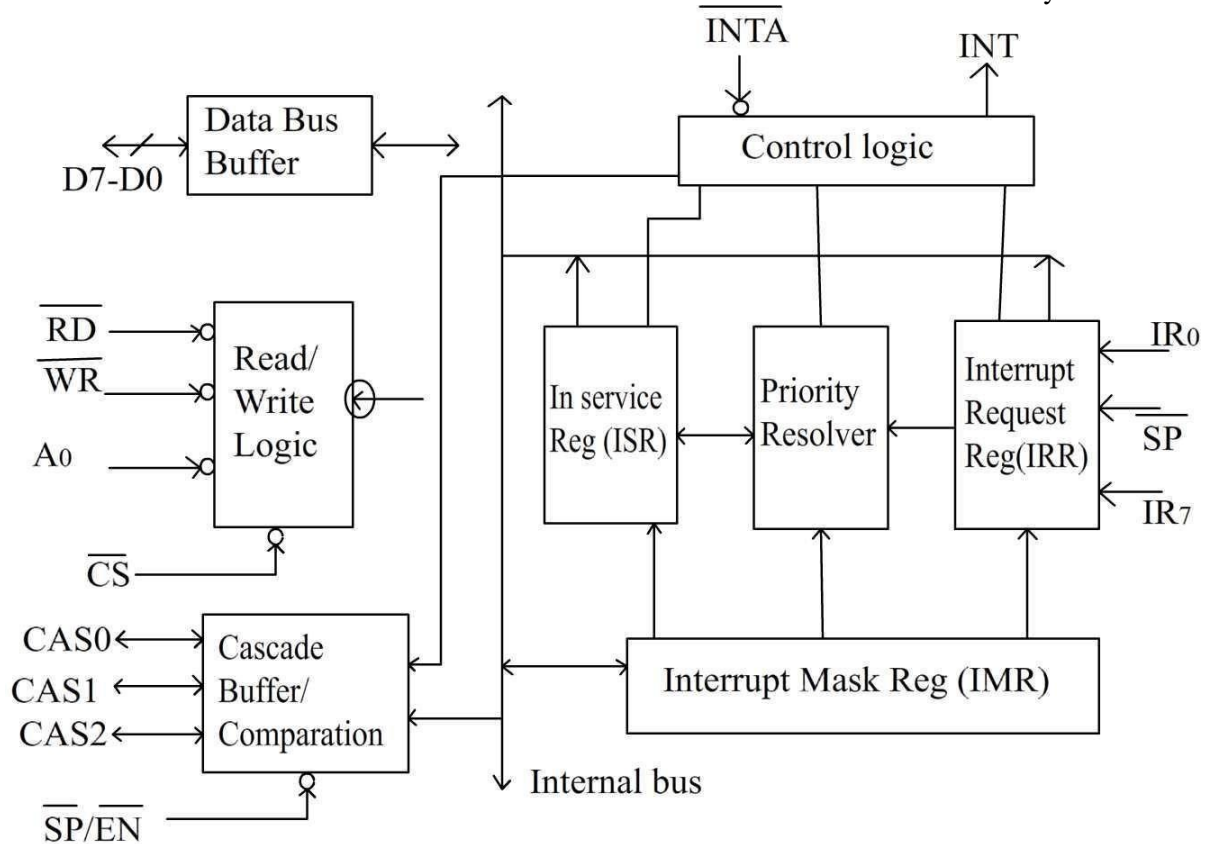 y
INTA
INT
Data Bus
Buffer
D7-D0
Control logic
RD
WR
A0
Read/
Write
Logic
CS
In service
Reg (ISR)
Priority
Resolver
Interrupt
Request
Reg(IRR)
IR0
SP
IR7
CAS0
CAS1
CAS2
Cascade
Buffer/
Comparation
SP/EN
Interrupt Mask Reg (IMR)
Internal bus